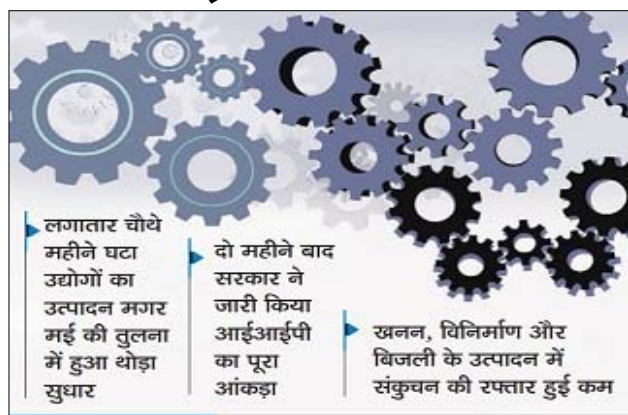 लगातार चौथे
महीने घटा
उद्योगों का
उत्पादन मगर
मई की तुलना
में हुआ थोड़ा
सुधार
दो महीने बाद
सरकार ने
जारी किया
आईआईपी
का पूरा
आंकड़ा
खनन, विनिर्माण और
बिजली के उत्पादन में
संकुचन की रफ्तार हुई कम